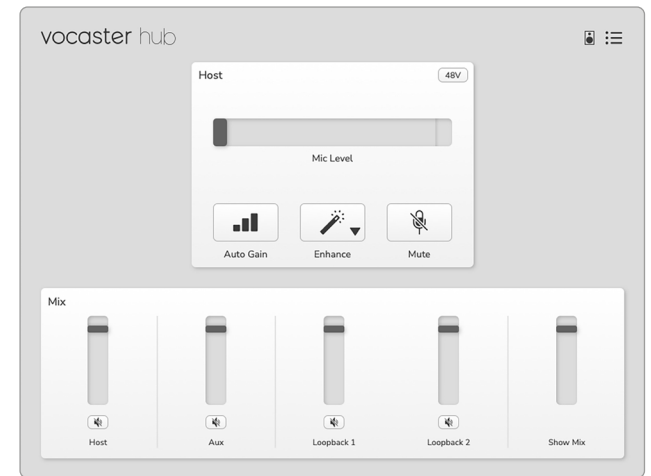 vocaster hub
Host
48V
Mic Level
Auto Gain
Enhance
Mute
Mix
Host
Aux
Loopback 1
Loopback 2
Show Mix